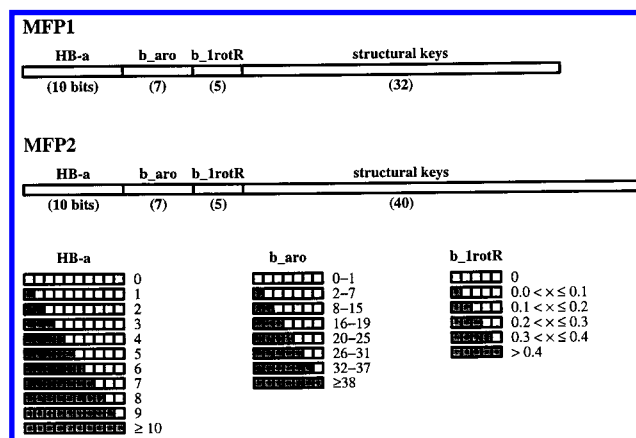 MFP1
HB-a b_aro b_1rotR structural keys
(10 bits) (7) (5) (32)
MFP2
HB-a b_aro b_1rotR structural keys
(10 bits) (7) (5) (40)
HB-a
0
1
2
3
4
5
6
7
8
9
≥ 10
b_aro
0–1
2–7
8–15
16–19
20–25
26–31
32–37
≥38
b_1rotR
0
0.0 < × ≤ 0.1
0.1 < × ≤ 0.2
0.2 < × ≤ 0.3
0.3 < × ≤ 0.4
> 0.4